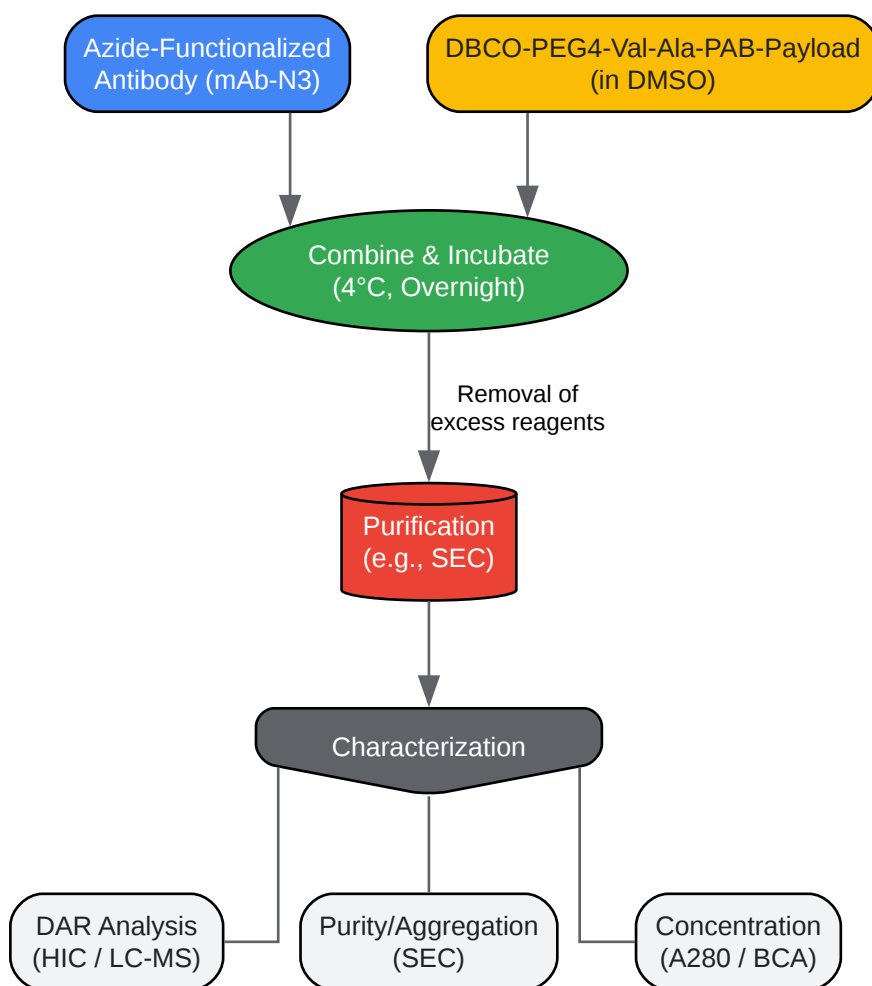 Azide-Functionalized
Antibody (mAb-N3)
DBCO-PEG4-Val-Ala-PAB-Payload
(in DMSO)
Combine & Incubate
(4°C, Overnight)
Removal of
excess reagents
Purification
(e.g., SEC)
Characterization
DAR Analysis
(HIC / LC-MS)
Purity/Aggregation
(SEC)
Concentration
(A280 / BCA)